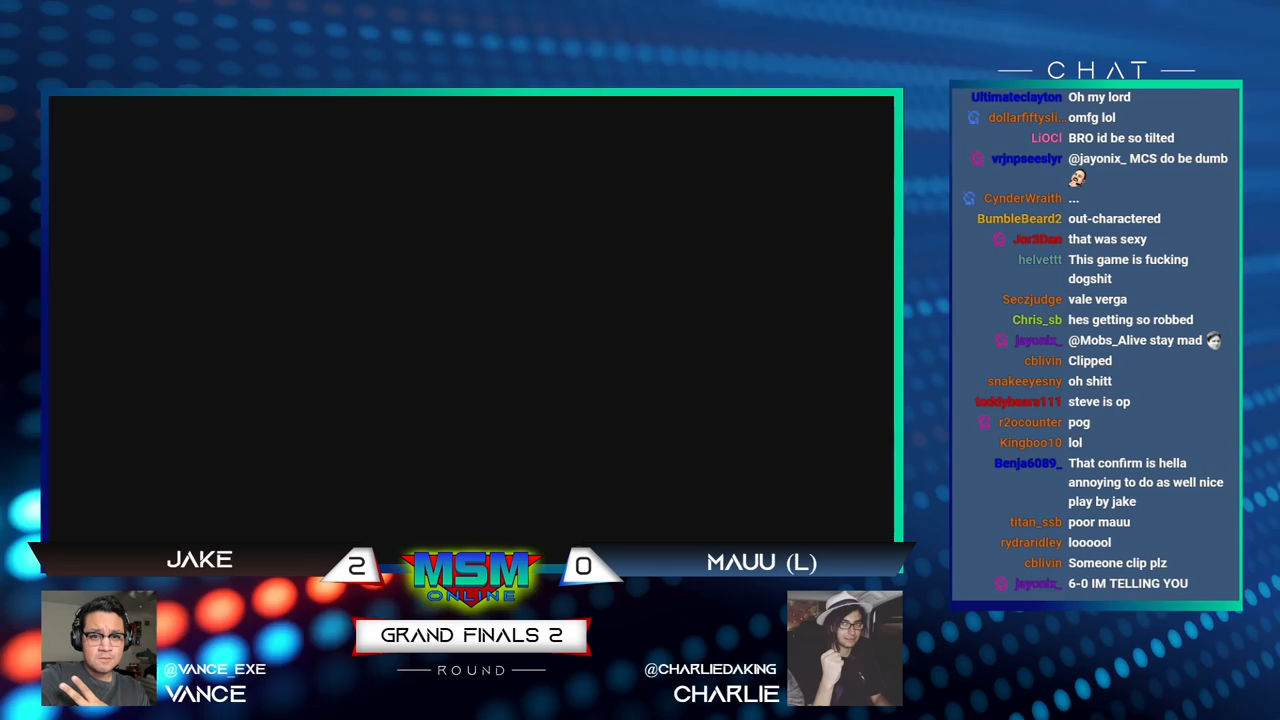 CHAT
Ultimateclayton Oh my lord
dollarfiftysli... omfg lol
LiOCl BRO id be so tilted
vrjnpseeslyr @jayonix_ MCS do be dumb
CynderWraith ...
BumbleBeard2 out-charactered
Jor3Dan that was sexy
helvettt This game is fucking
dogshit
Seczjudge vale verga
Chris_sb hes getting so robbed
jayonix_ @Mobs_Alive stay mad
cblivin Clipped
snakeeyesny oh shitt
teddybears111 steve is op
r2ocounter pog
Kingboo10 lol
Benja6089_ That confirm is hella
annoying to do as well nice
play by jake
titan_ssb poor mauu
rydraridley loooool
cblivin Someone clip plz
jayonix_ 6-0 IM TELLING YOU
JAKE 2
MSM
ONLINE
0 MAUU (L)
GRAND FINALS 2
ROUND
@VANCE_EXE
VANCE
@CHARLIEDAKING
CHARLIE